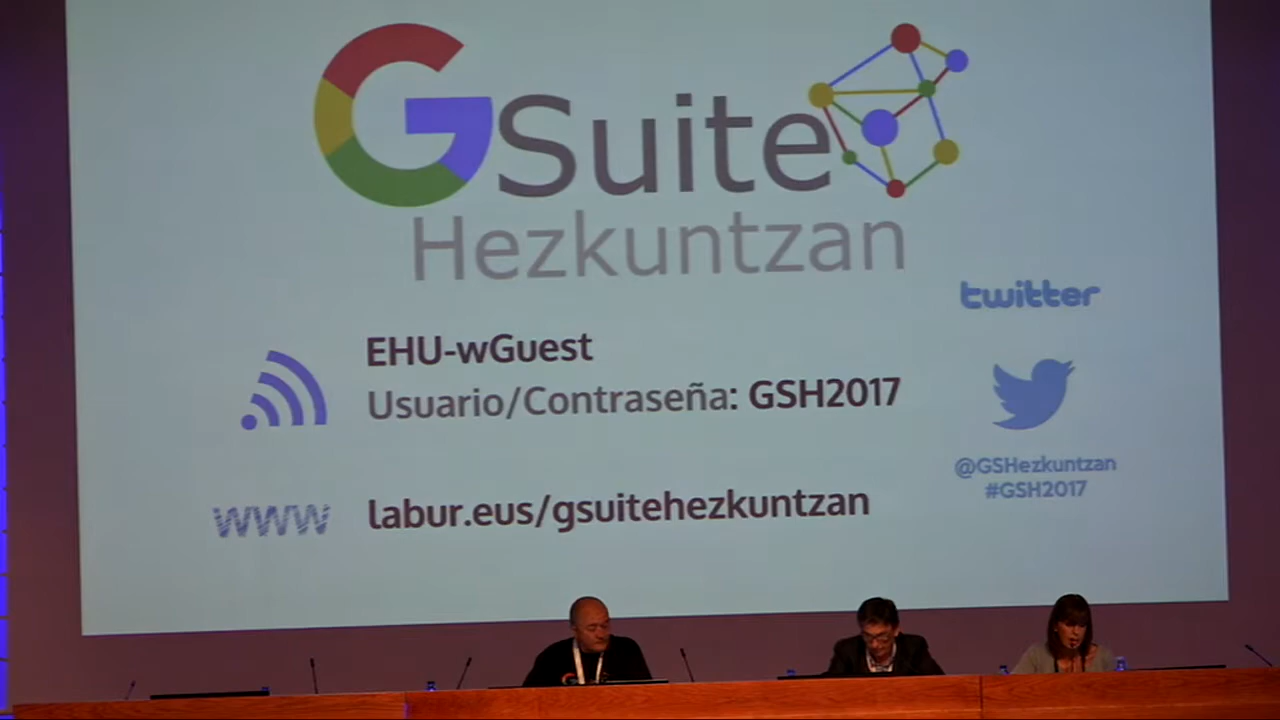 GSuite
Hezkuntzan
twitter
EHU-wGuest
Usuario/Contraseña: GSH2017
@GSHezkuntzan
#GSH2017
www
labur.eus/gsuitehezkuntzan